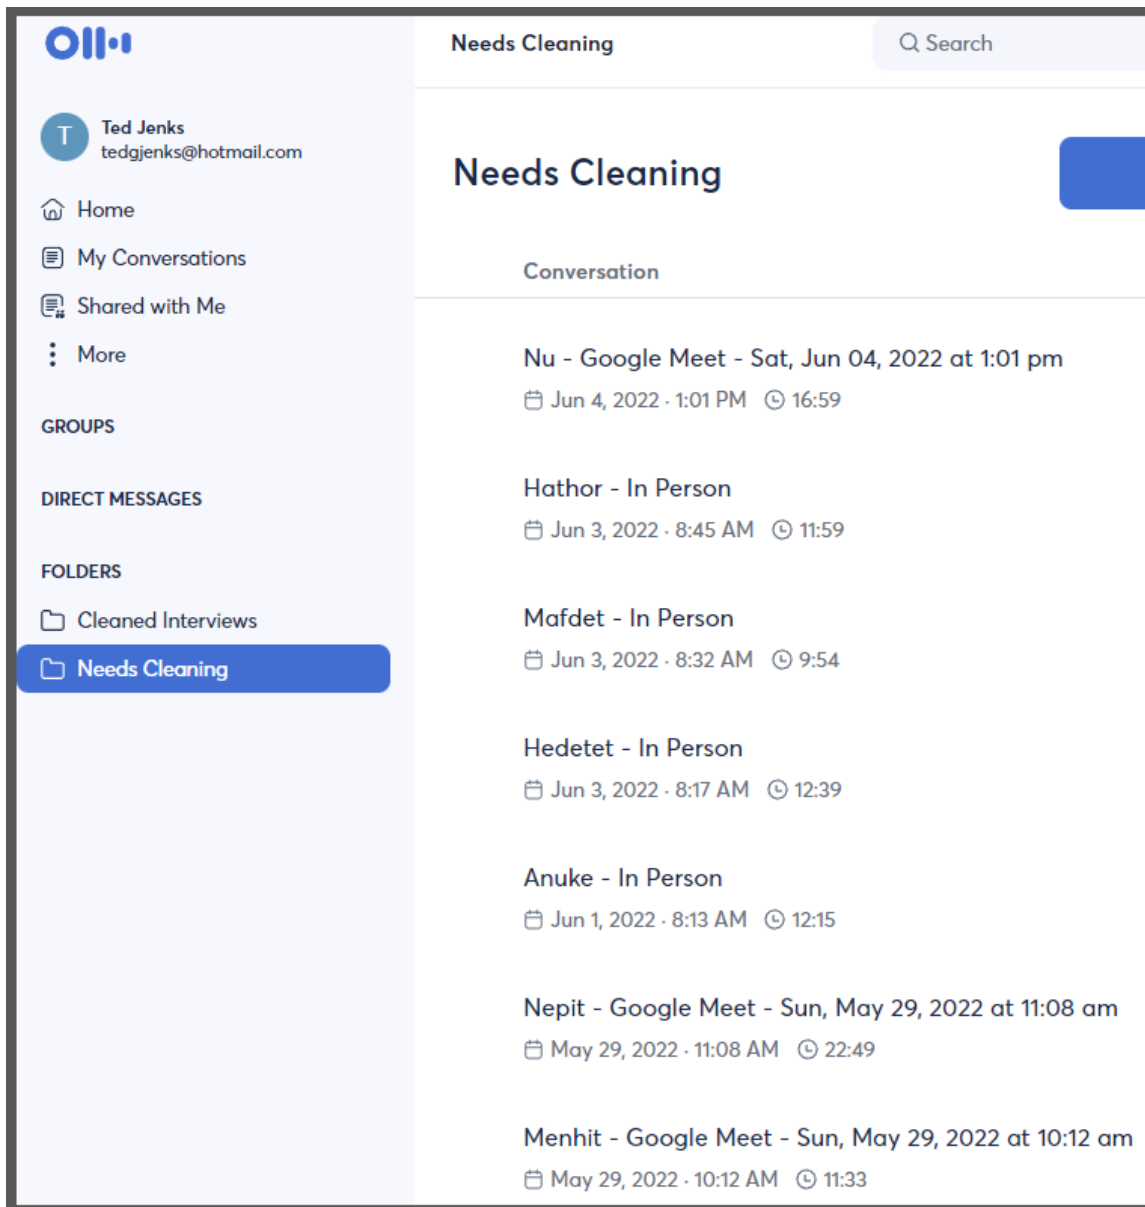 Ted Jenks
tedgjenks@hotmail.com
Home
My Conversations
Shared with Me
More
GROUPS
DIRECT MESSAGES
FOLDERS
Cleaned Interviews
Needs Cleaning
Needs Cleaning
Search
Needs Cleaning
Conversation
Nu - Google Meet - Sat, Jun 04, 2022 at 1:01 pm
Jun 4, 2022 · 1:01 PM 16:59
Hathor - In Person
Jun 3, 2022 · 8:45 AM 11:59
Mafdet - In Person
Jun 3, 2022 · 8:32 AM 9:54
Hedetet - In Person
Jun 3, 2022 · 8:17 AM 12:39
Anuke - In Person
Jun 1, 2022 · 8:13 AM 12:15
Nepit - Google Meet - Sun, May 29, 2022 at 11:08 am
May 29, 2022 · 11:08 AM 22:49
Menhit - Google Meet - Sun, May 29, 2022 at 10:12 am
May 29, 2022 · 10:12 AM 11:33